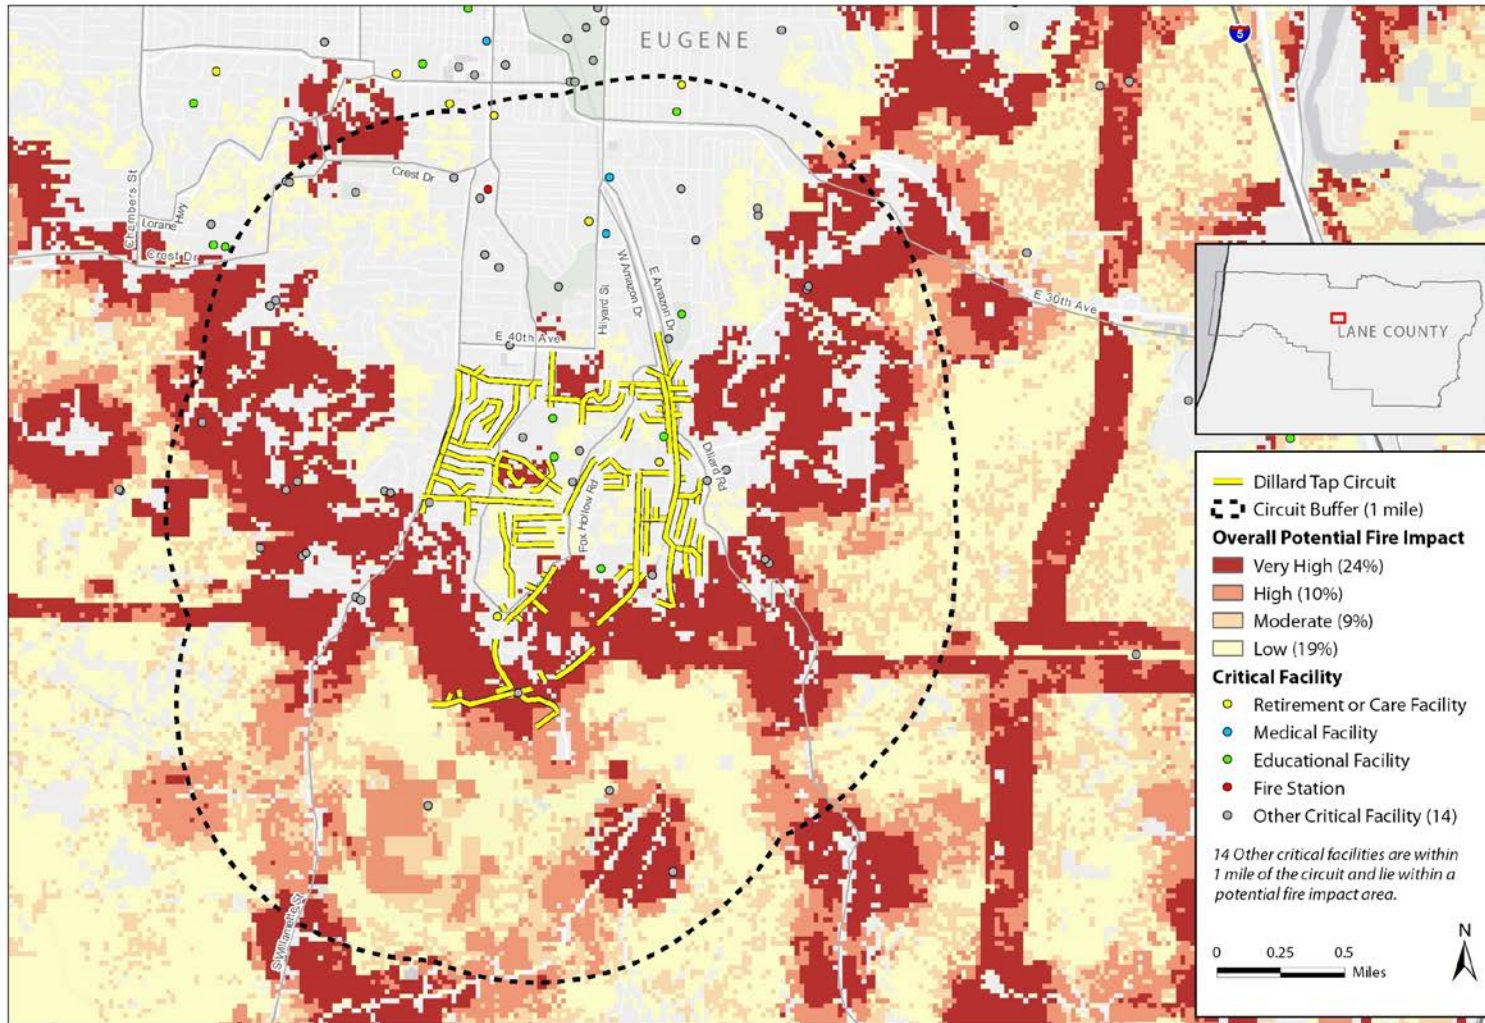 EUGENE
5
Chambers St
Lorane
Hwy
Crest Dr
Crest Dr
Hilyard St
W Amazon Dr
E Amazon Dr
E 40th Ave
E 30th Ave
Dillard Rd
Fox Hollow Rd
S Willamette St
LANE COUNTY
Dillard Tap Circuit
Circuit Buffer (1 mile)
Overall Potential Fire Impact
Very High (24%)
High (10%)
Moderate (9%)
Low (19%)
Critical Facility
Retirement or Care Facility
Medical Facility
Educational Facility
Fire Station
Other Critical Facility (14)
14 Other critical facilities are within
1 mile of the circuit and lie within a
potential fire impact area.
N
0 0.25 0.5
Miles